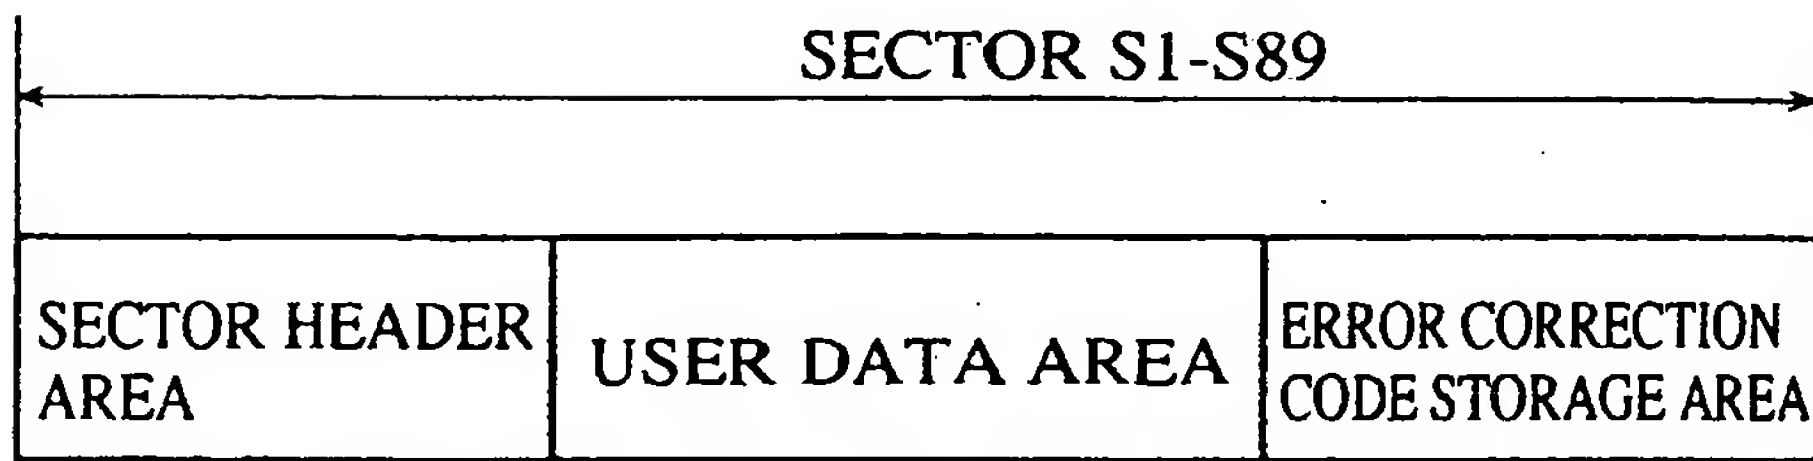 SECTOR S1-S89
SECTOR HEADER
AREA
USER DATA AREA
ERROR CORRECTION
CODE STORAGE AREA